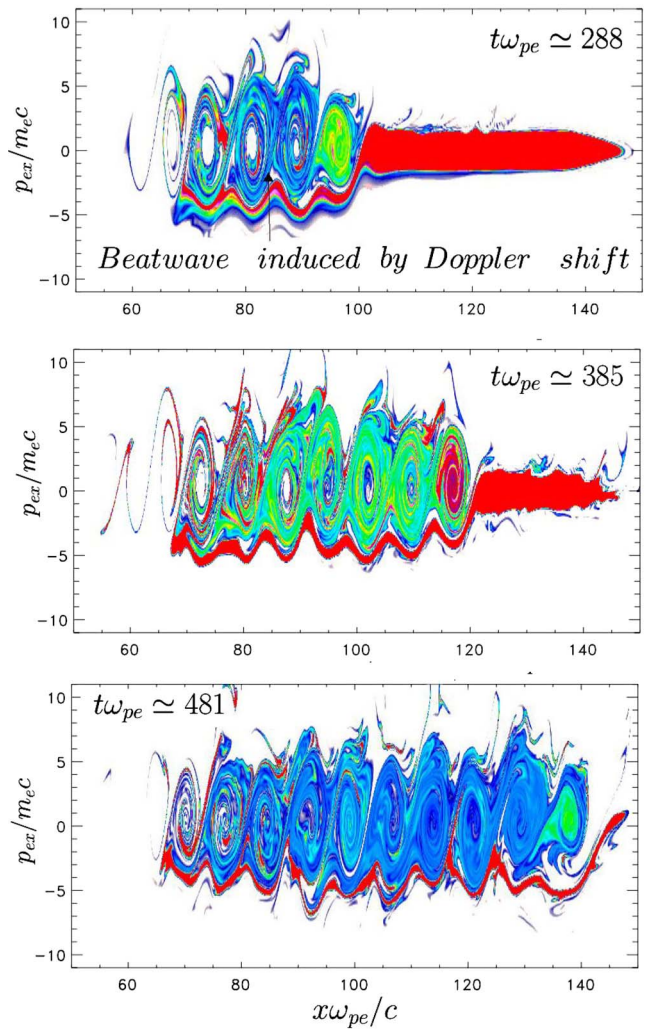 10
tω_pe ≃ 288
5
p_ex/m_ec
0
−5
Beatwave induced by Doppler shift
−10
60 80 100 120 140
10
tω_pe ≃ 385
5
p_ex/m_ec
0
−5
−10
60 80 100 120 140
10
tω_pe ≃ 481
5
p_ex/m_ec
0
−5
−10
60 80 100 120 140
xω_pe/c